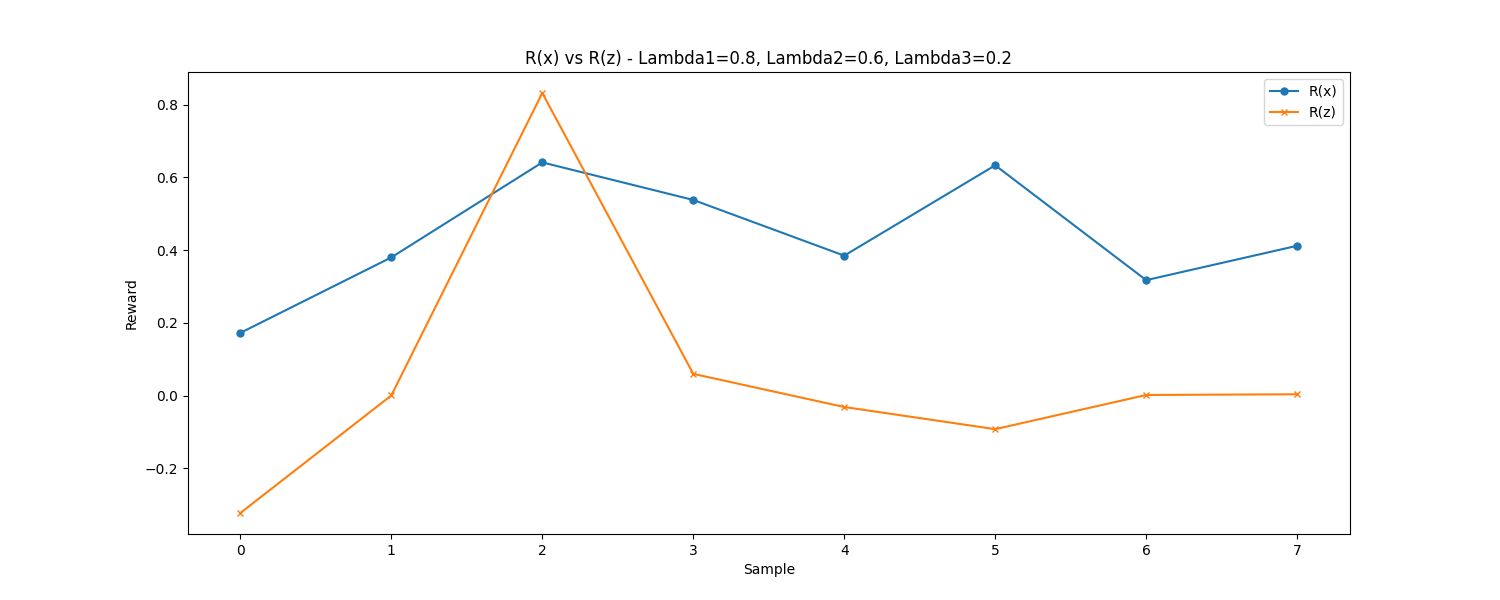 R(x) vs R(z) - Lambda1=0.8, Lambda2=0.6, Lambda3=0.2
R(x)
R(z)
0.8
0.6
0.4
0.2
0.0
−0.2
Reward
0 1 2 3 4 5 6 7
Sample